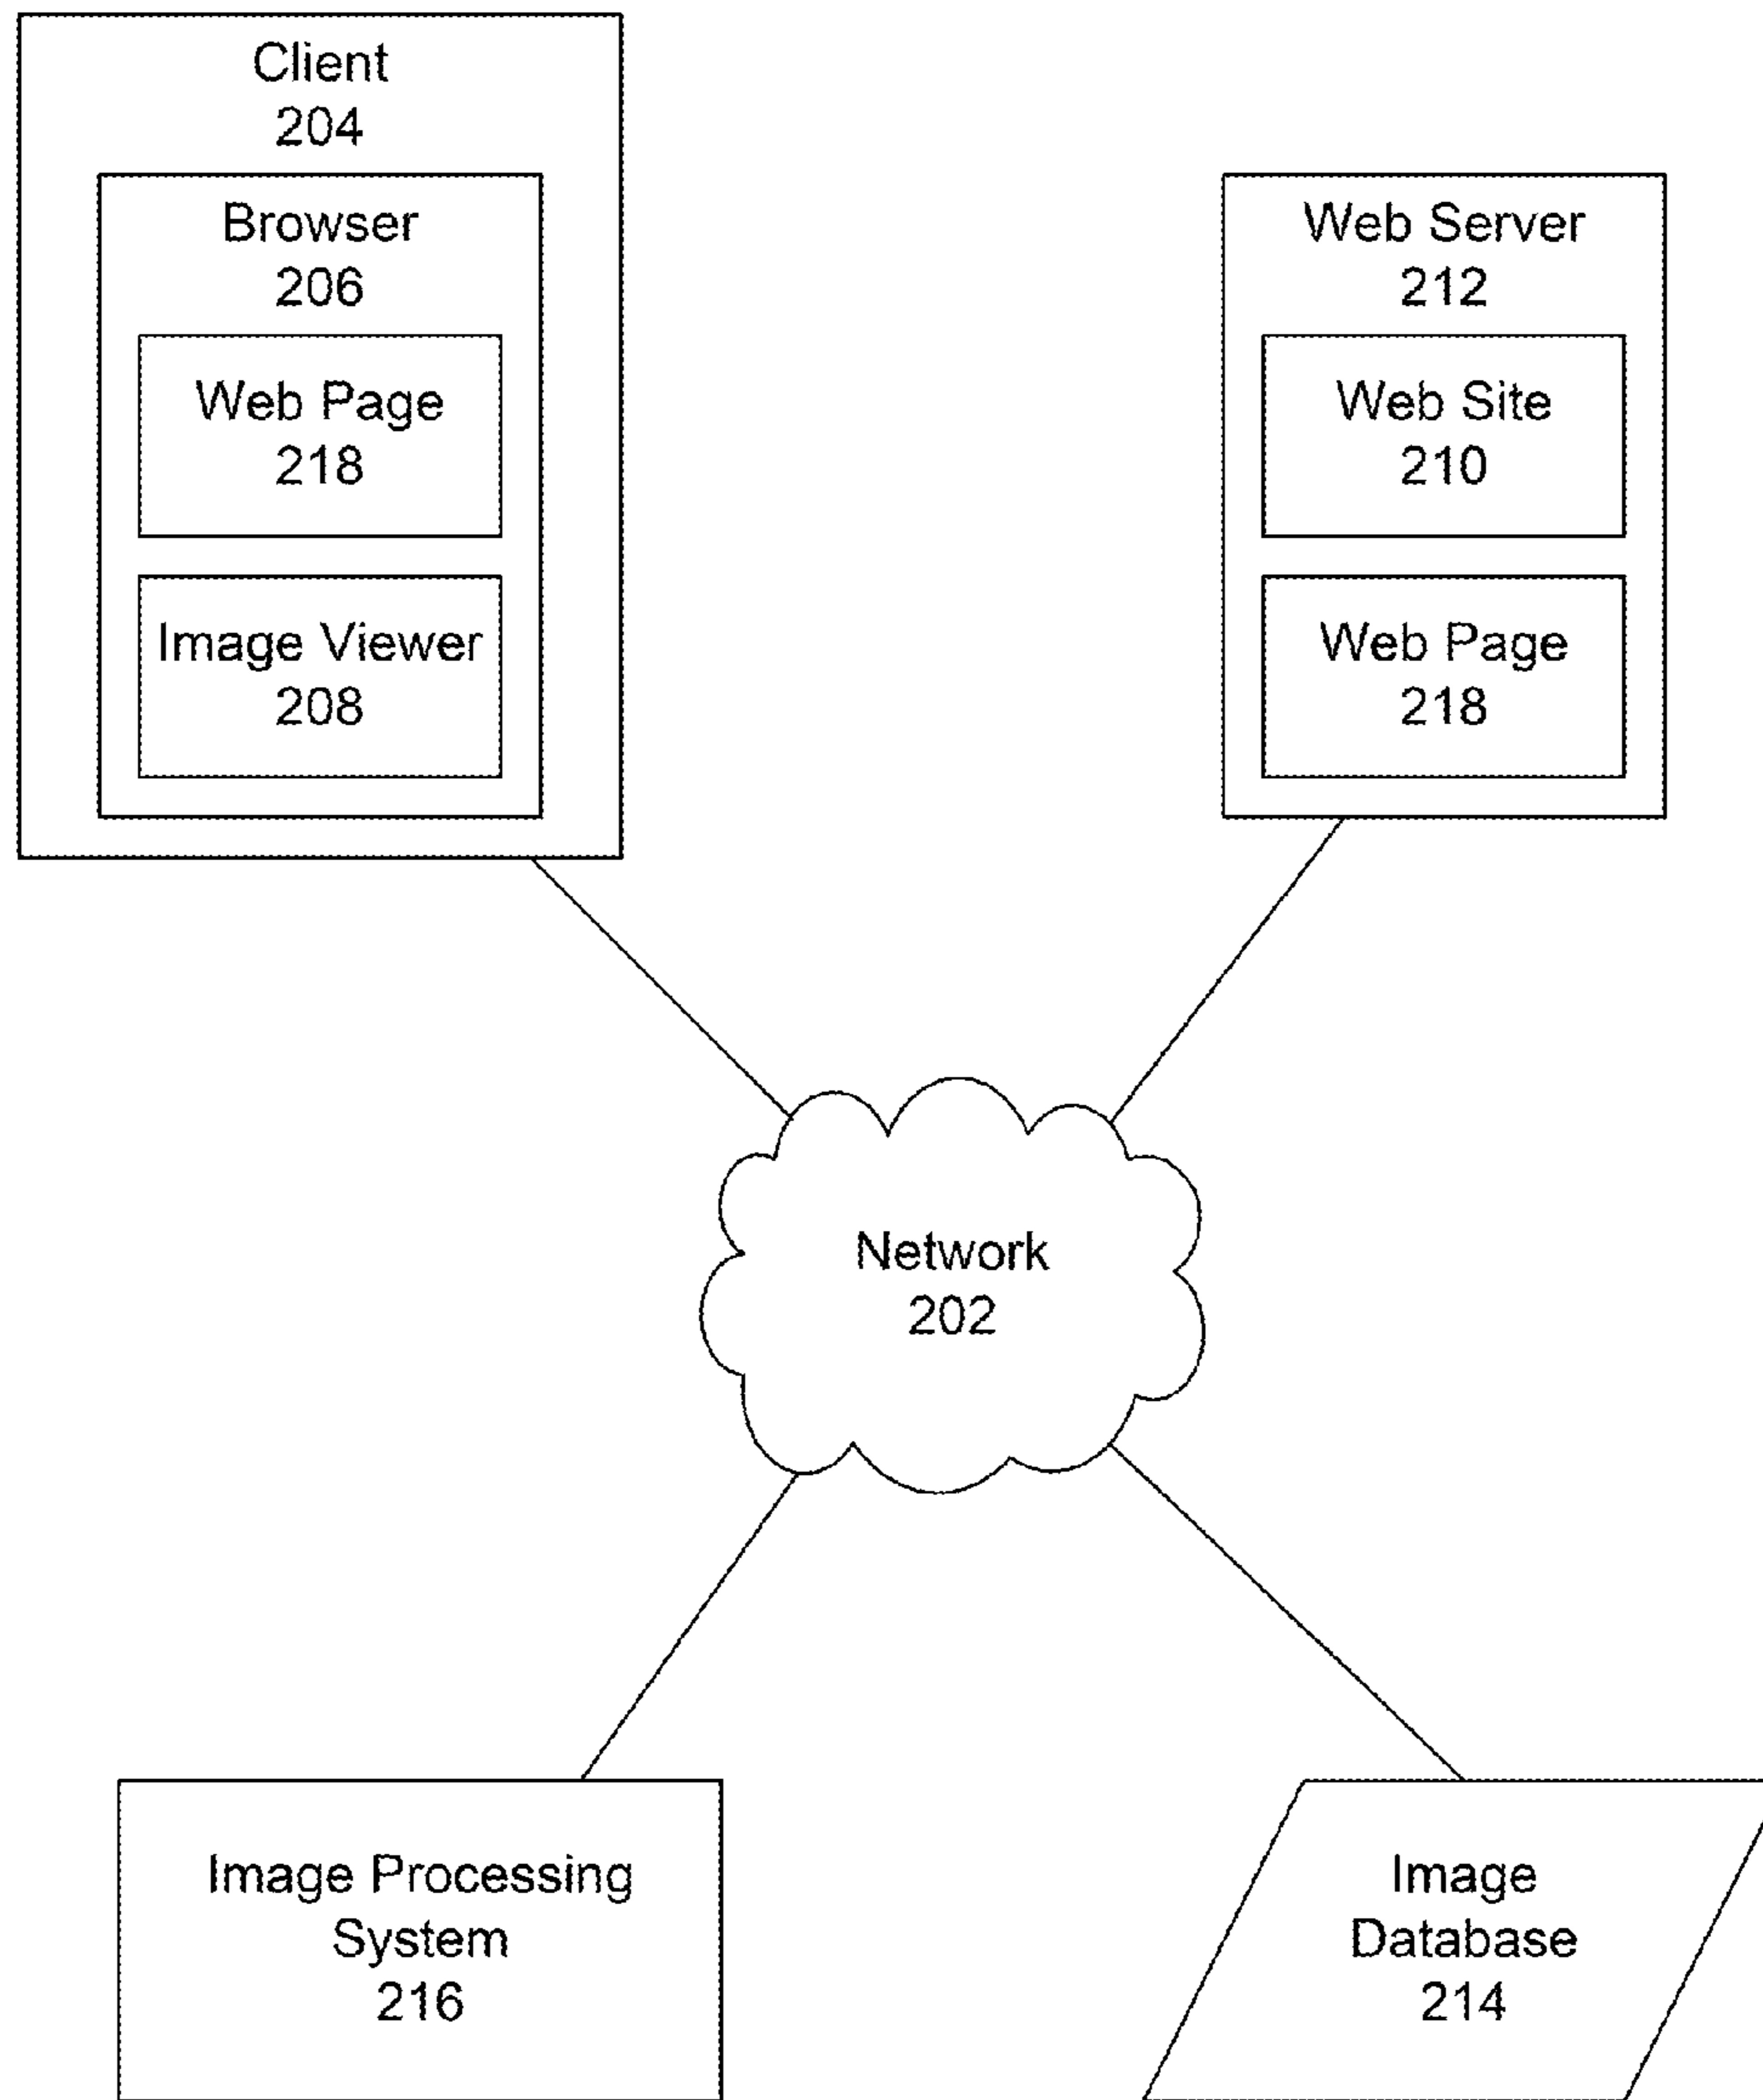 Client
204
Browser
206
Web Page
218
Image Viewer
208
Web Server
212
Web Site
210
Web Page
218
Network
202
Image Processing
System
216
Image
Database
214